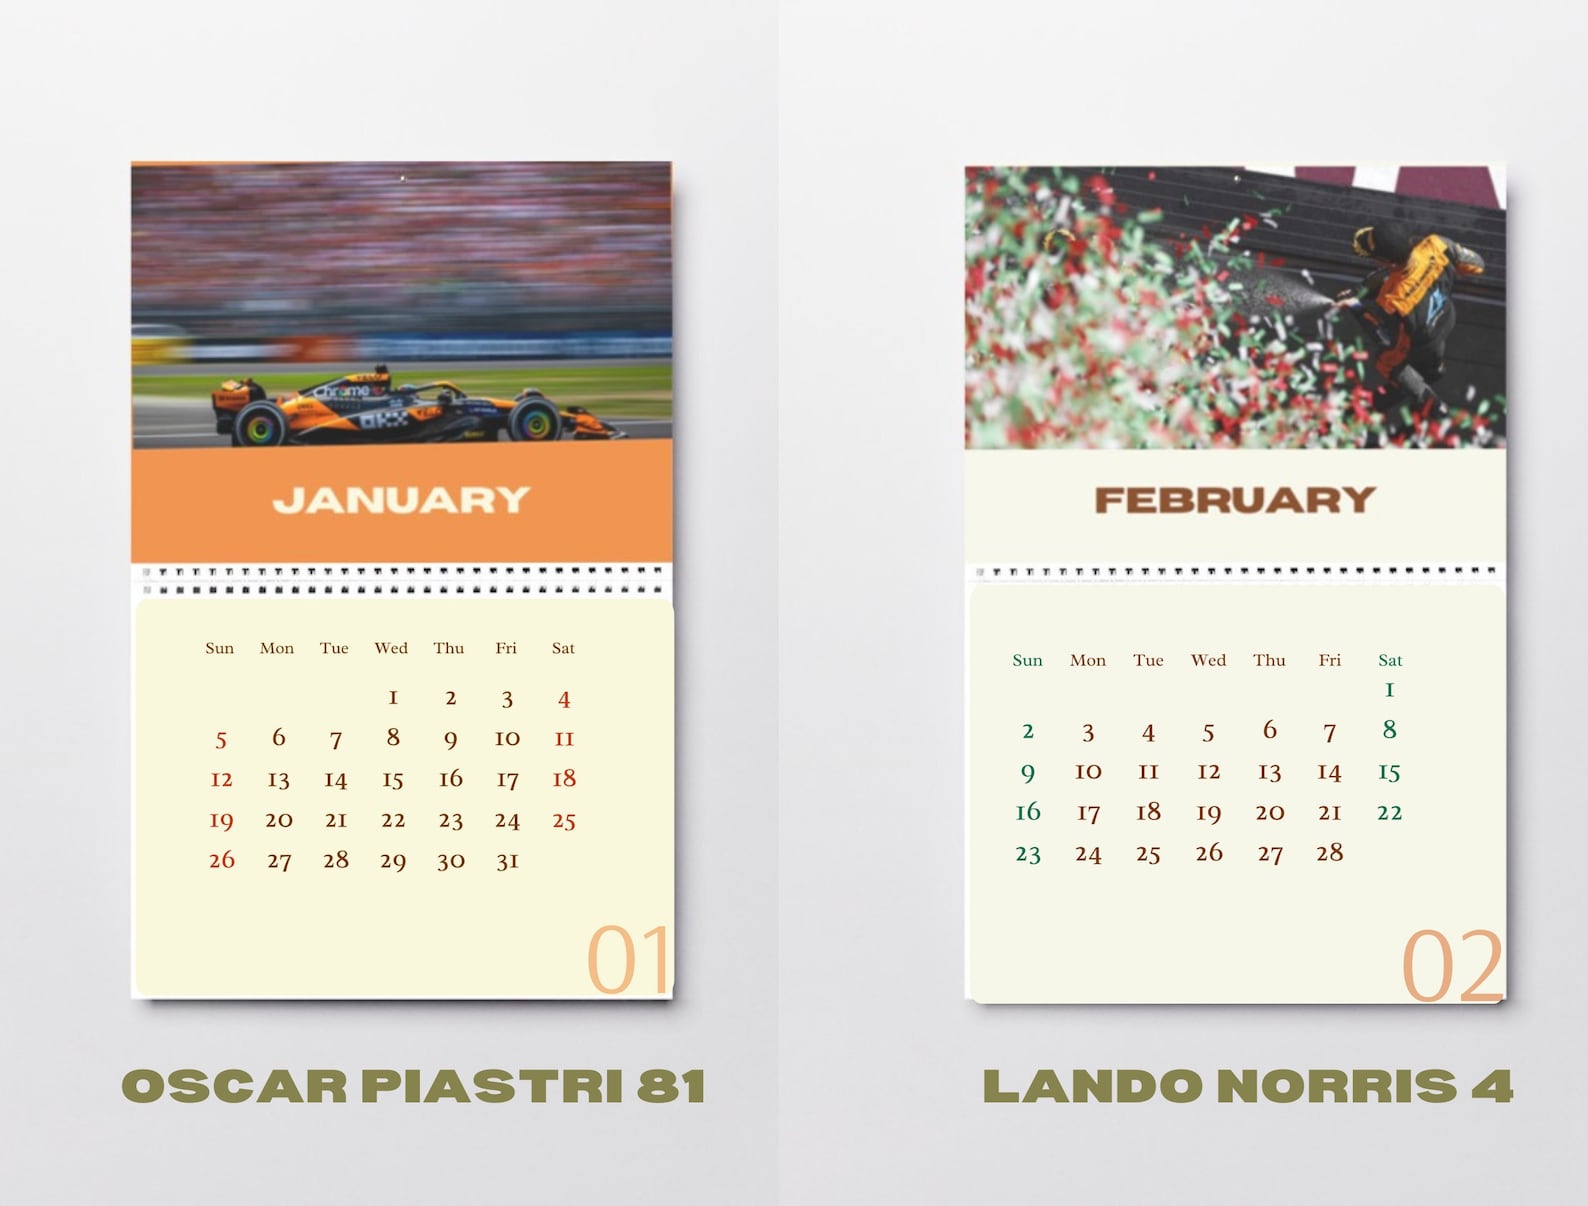 chrome
JANUARY
Sun Mon Tue Wed Thu Fri Sat
1 2 3 4
5 6 7 8 9 10 11
12 13 14 15 16 17 18
19 20 21 22 23 24 25
26 27 28 29 30 31
01
OSCAR PIASTRI 81
FEBRUARY
Sun Mon Tue Wed Thu Fri Sat
1
2 3 4 5 6 7 8
9 10 11 12 13 14 15
16 17 18 19 20 21 22
23 24 25 26 27 28
02
LANDO NORRIS 4